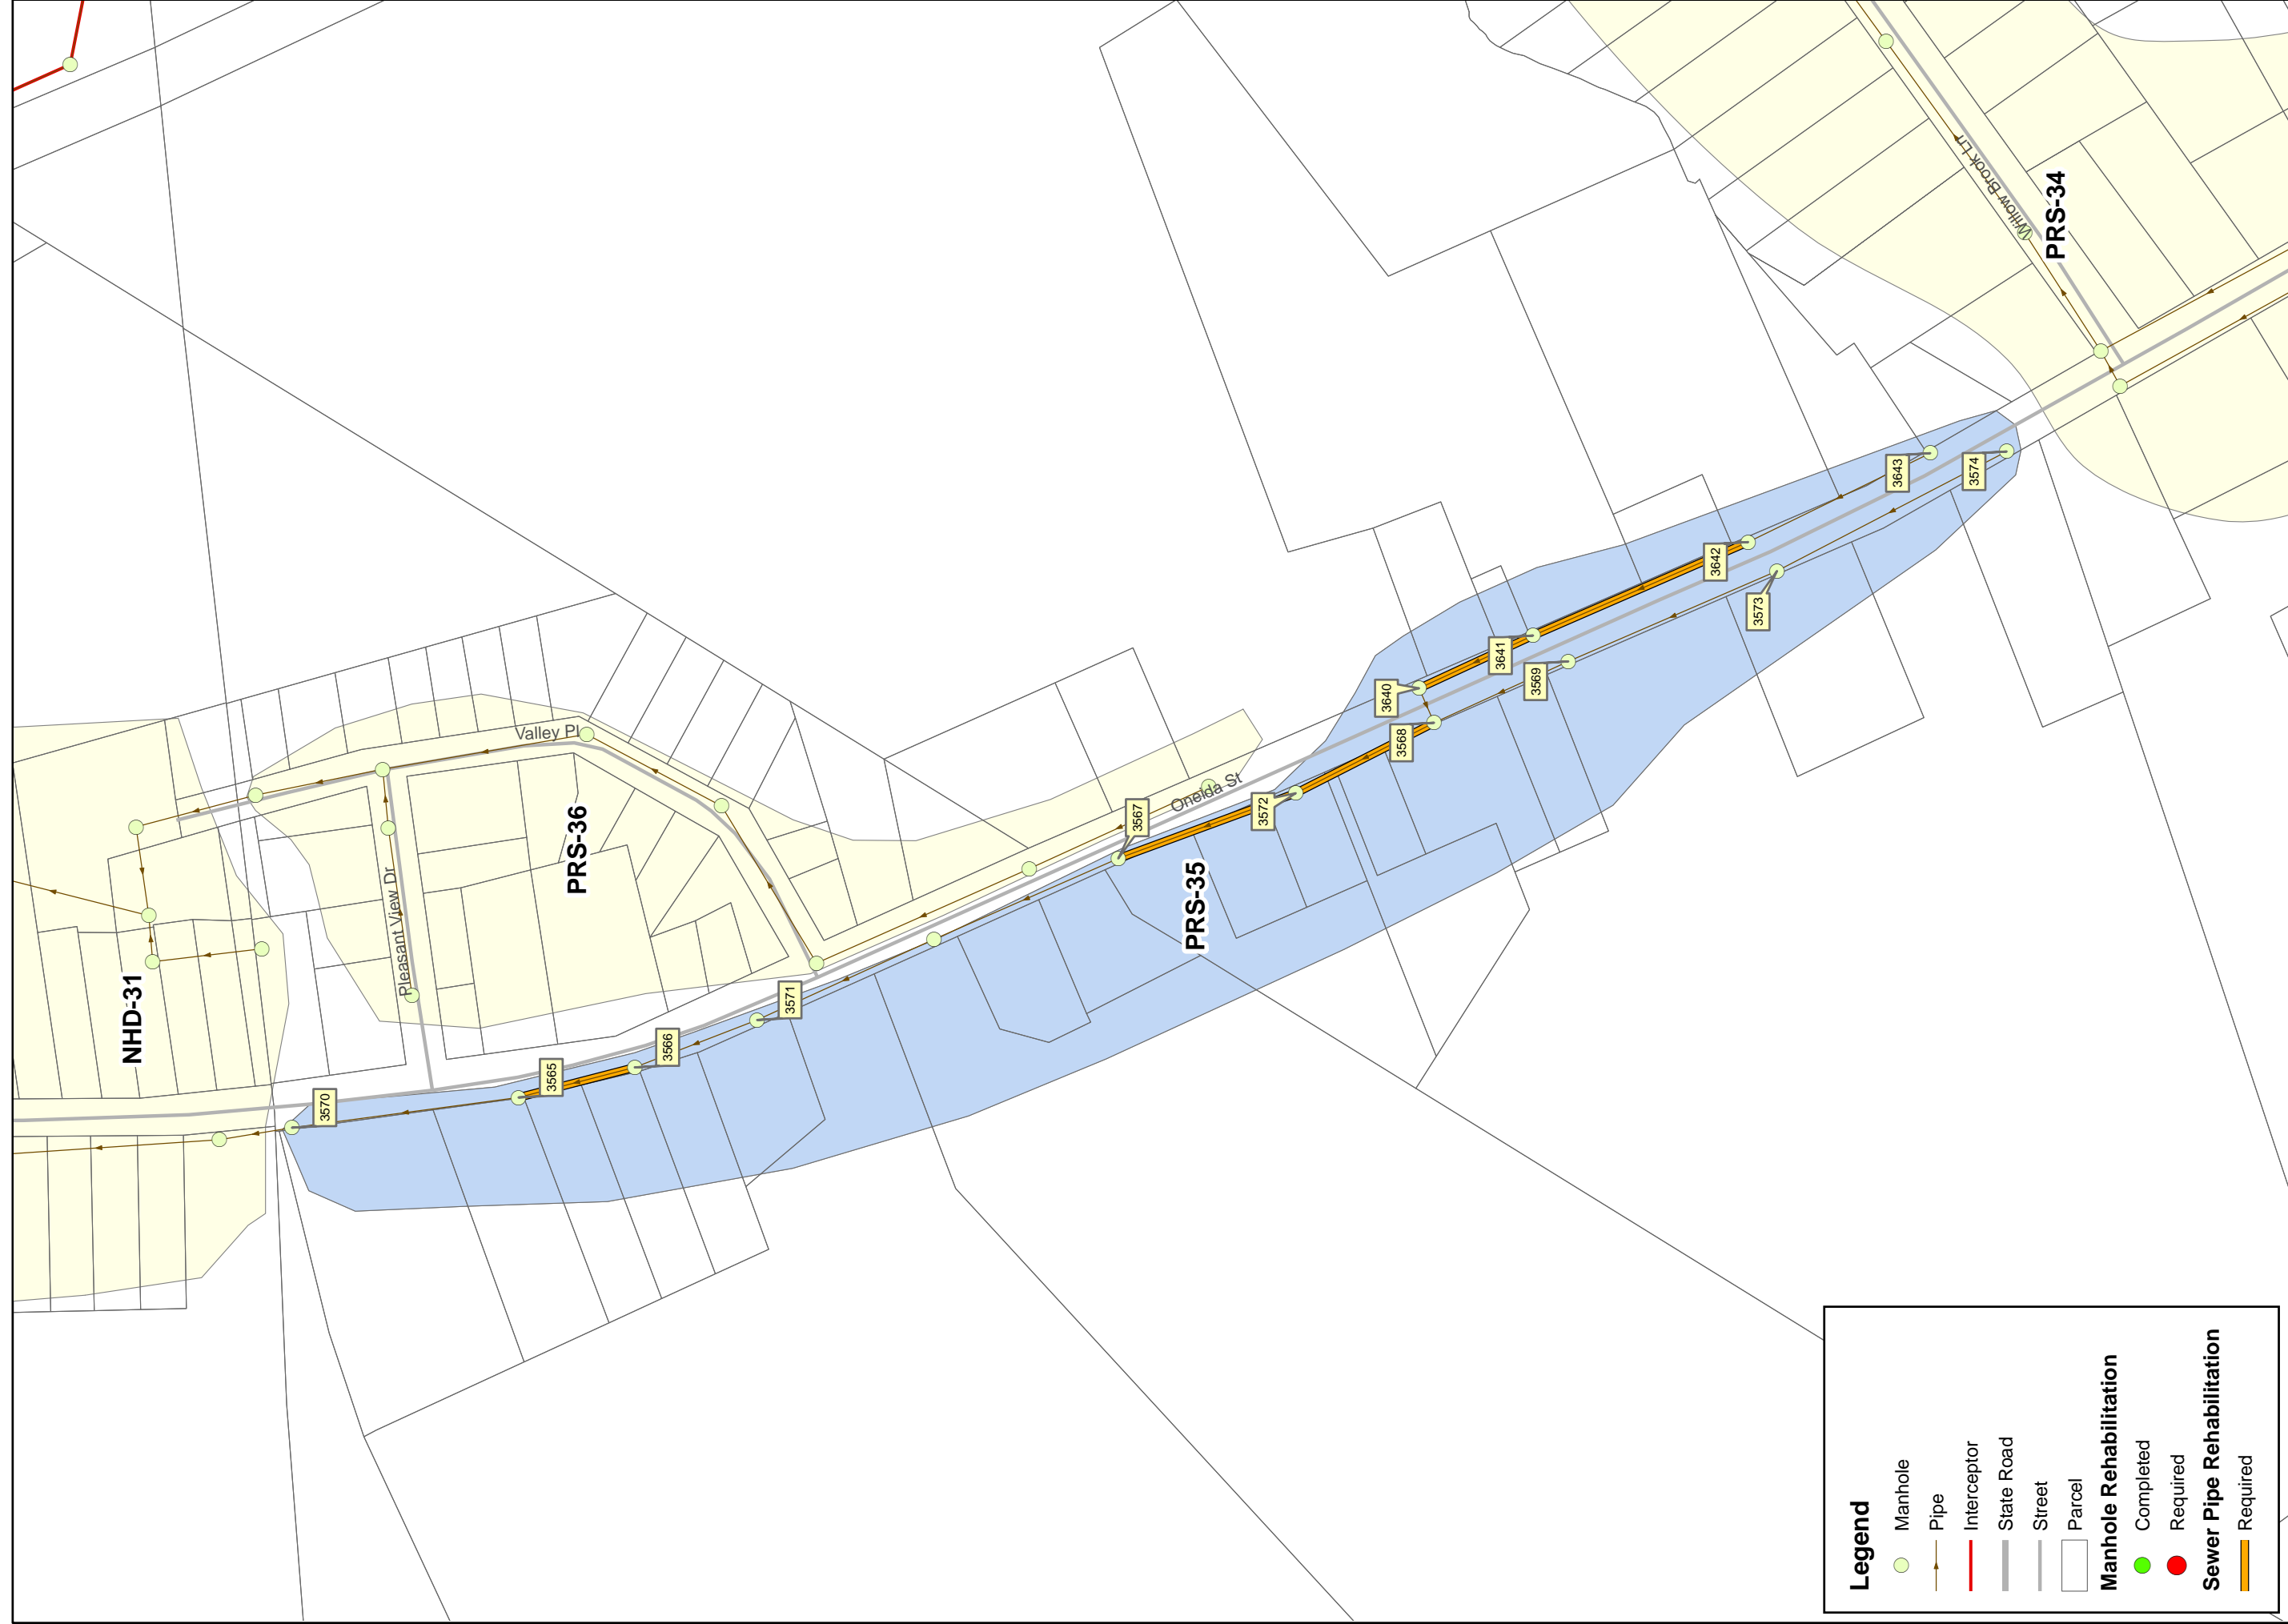 NHD-31
PRS-36
PRS-35
PRS-34
Pleasant View Dr
Valley Pl
Oneida St
Willow Brook Ln
3570
3565
3566
3571
3567
3572
3568
3640
3641
3569
3642
3573
3643
3574
Legend
Manhole
Pipe
Interceptor
State Road
Street
Parcel
Manhole Rehabilitation
Completed
Required
Sewer Pipe Rehabilitation
Required